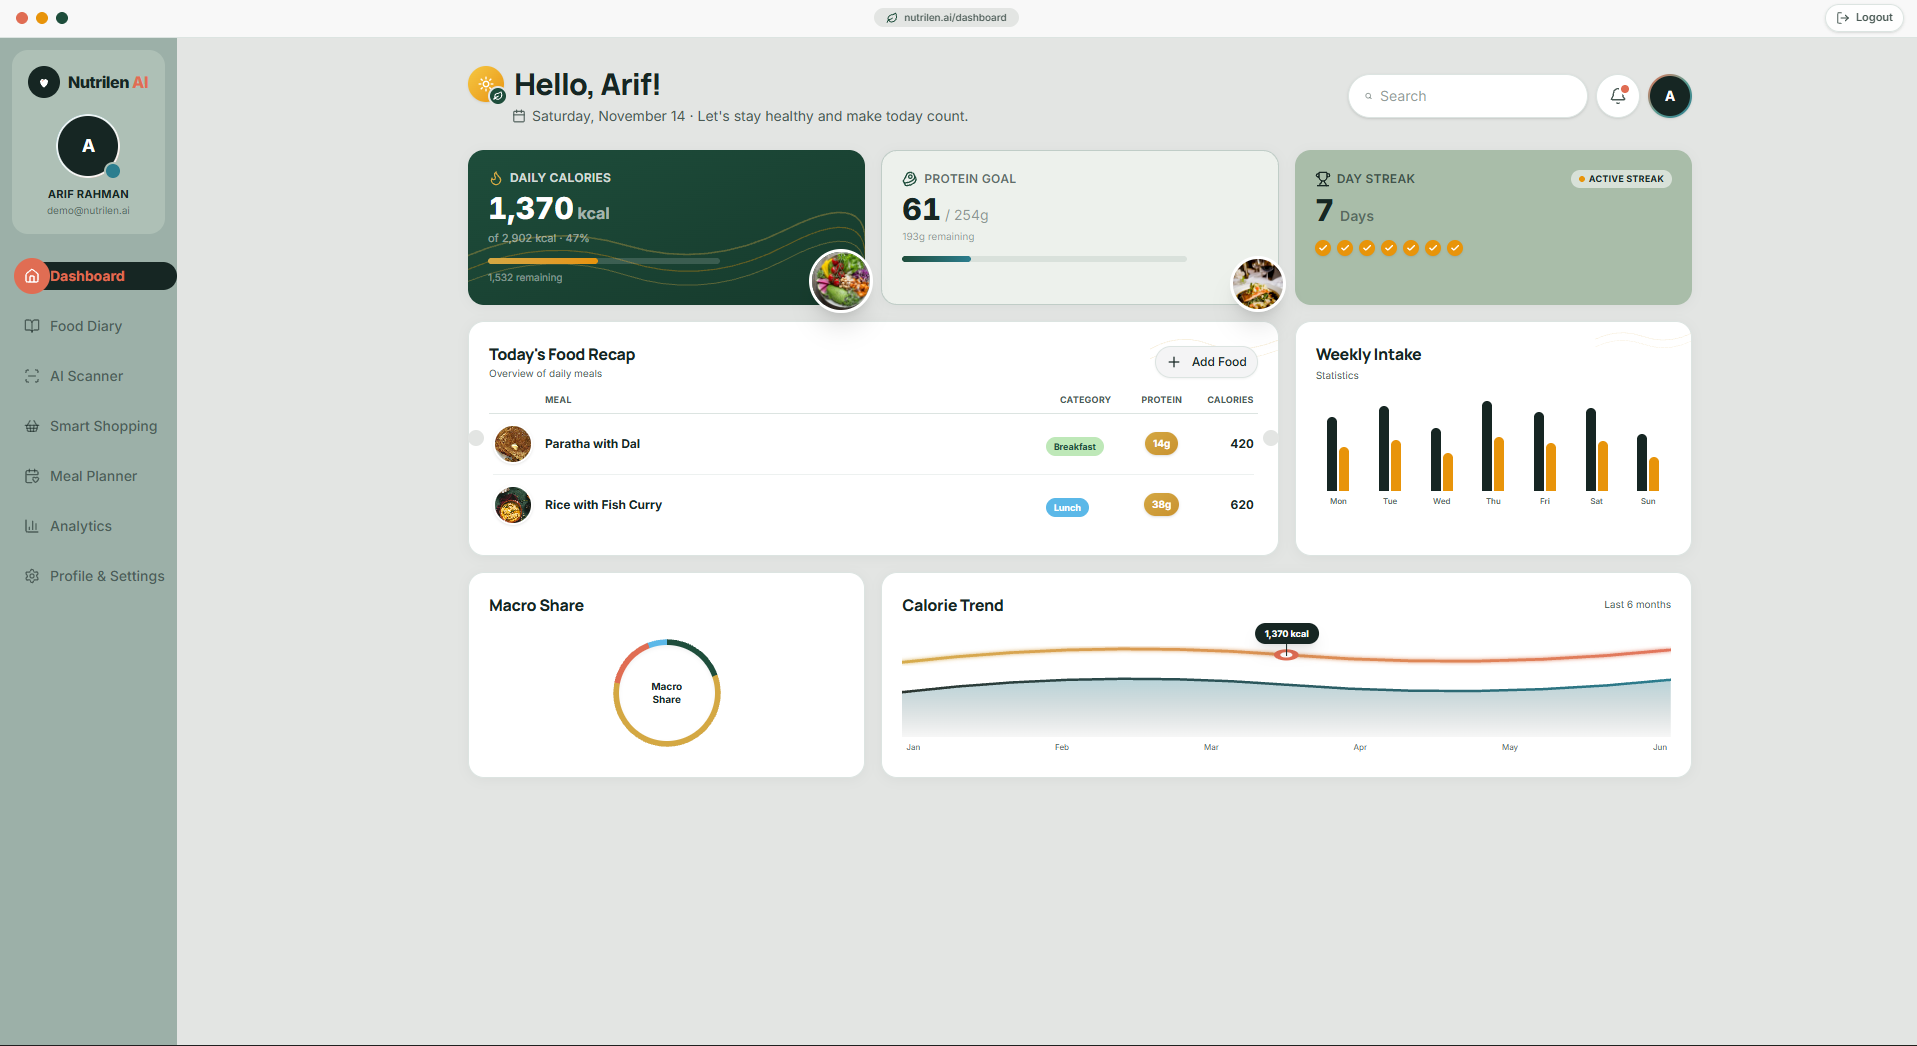 nutrilen.ai/dashboard
Logout
Nutrilen AI
A
ARIF RAHMAN
demo@nutrilen.ai
Dashboard
Food Diary
AI Scanner
Smart Shopping
Meal Planner
Analytics
Profile & Settings
Hello, Arif!
Saturday, November 14 · Let's stay healthy and make today count.
Search
A
DAILY CALORIES
1,370 kcal
of 2,902 kcal · 47%
1,532 remaining
PROTEIN GOAL
61 / 254g
193g remaining
DAY STREAK
ACTIVE STREAK
7 Days
Today's Food Recap
Overview of daily meals
Add Food
MEAL CATEGORY PROTEIN CALORIES
Paratha with Dal Breakfast 14g 420
Rice with Fish Curry Lunch 38g 620
Weekly Intake
Statistics
Mon Tue Wed Thu Fri Sat Sun
Macro Share
Macro
Share
Calorie Trend
Last 6 months
1,370 kcal
Jan Feb Mar Apr May Jun